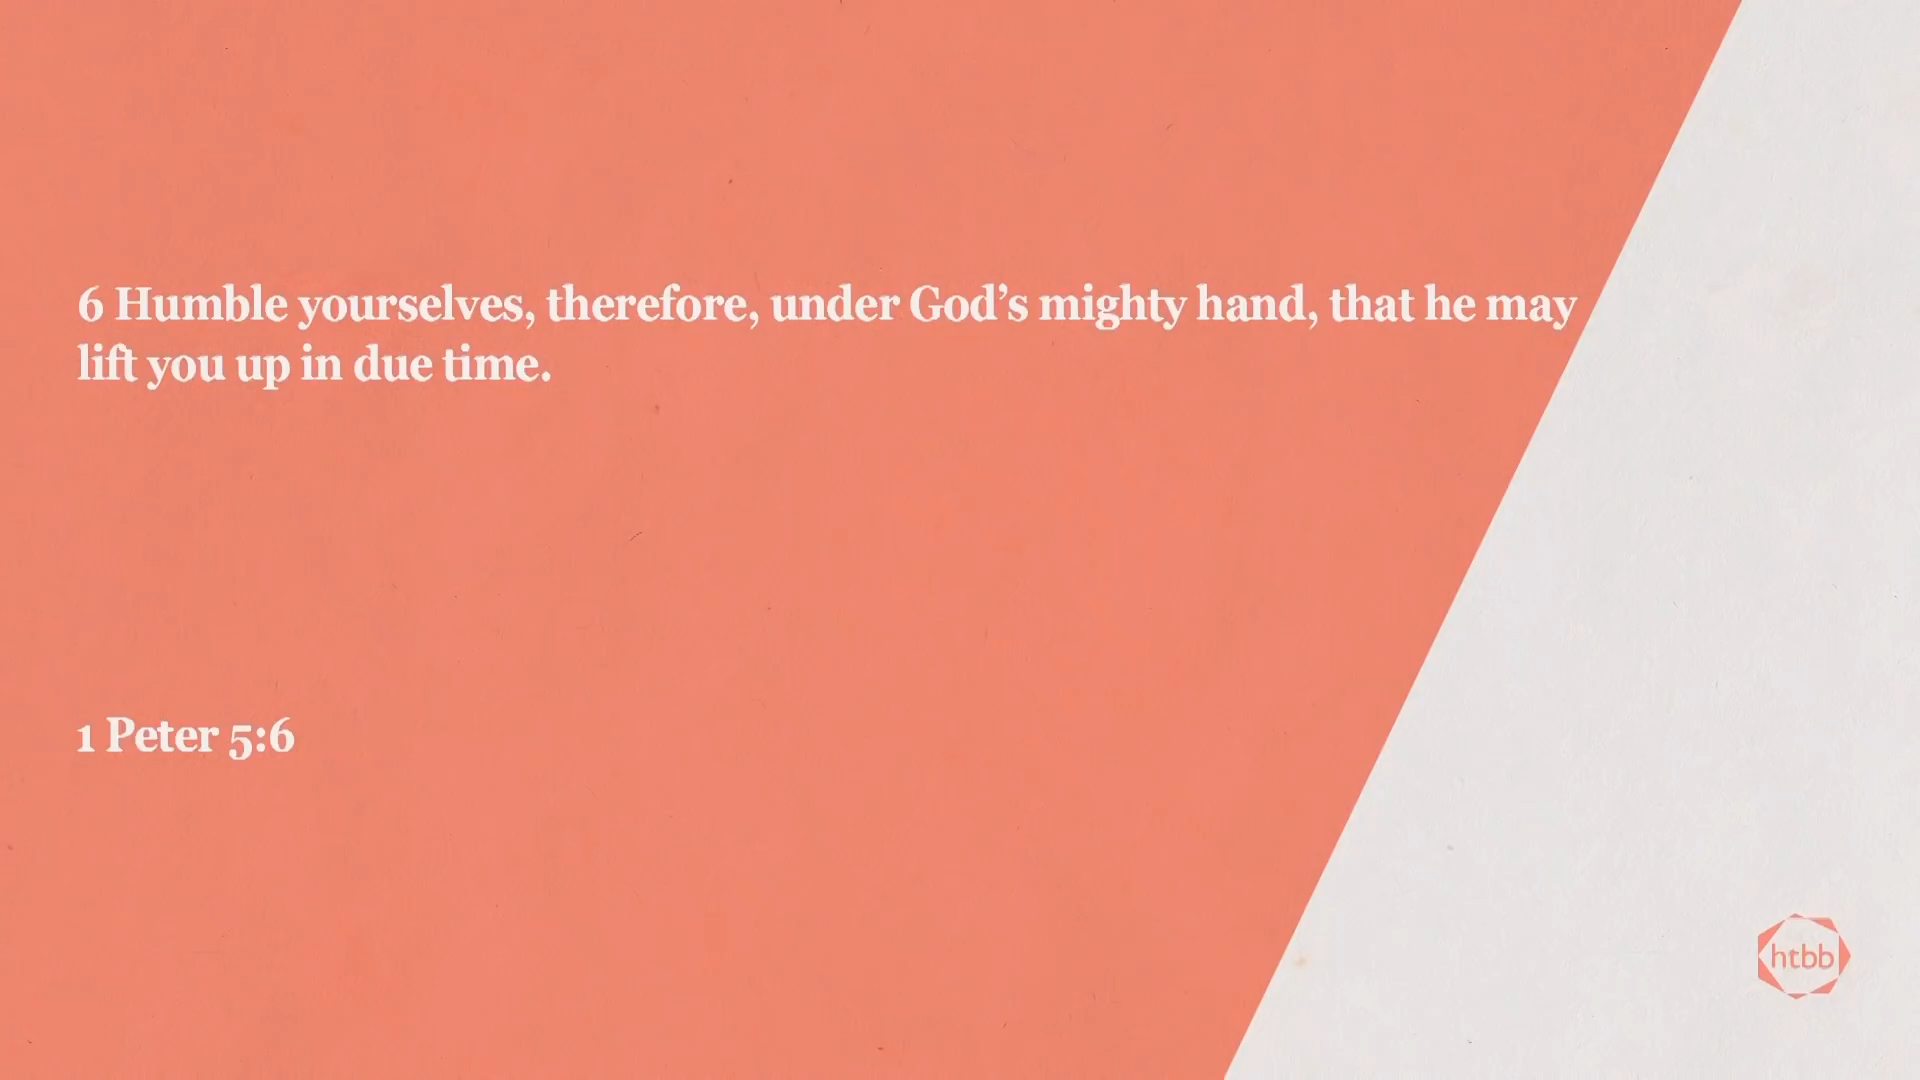 6 Humble yourselves, therefore, under God’s mighty hand, that he may
lift you up in due time.
1 Peter 5:6
htbb